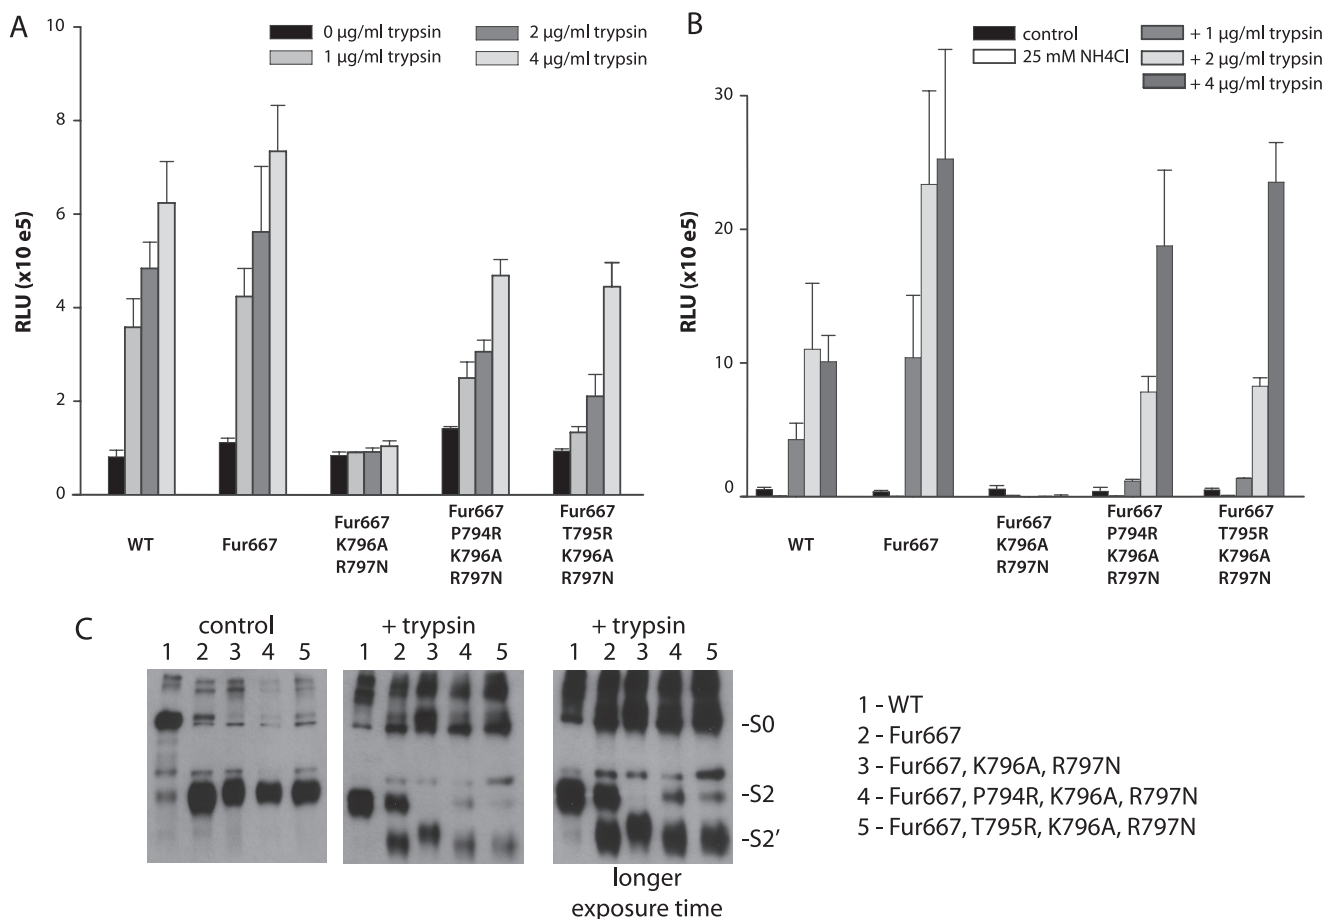 A
0 µg/ml trypsin
2 µg/ml trypsin
1 µg/ml trypsin
4 µg/ml trypsin
RLU (x10 e5)
10
8
6
4
2
0
WT
Fur667
Fur667
K796A
R797N
Fur667
P794R
K796A
R797N
Fur667
T795R
K796A
R797N
B
control
25 mM NH4Cl
+ 1 µg/ml trypsin
+ 2 µg/ml trypsin
+ 4 µg/ml trypsin
RLU (x10 e5)
30
20
10
0
WT
Fur667
Fur667
K796A
R797N
Fur667
P794R
K796A
R797N
Fur667
T795R
K796A
R797N
C
control
1 2 3 4 5
+ trypsin
1 2 3 4 5
+ trypsin
1 2 3 4 5
-S0
-S2
-S2'
longer
exposure time
1 - WT
2 - Fur667
3 - Fur667, K796A, R797N
4 - Fur667, P794R, K796A, R797N
5 - Fur667, T795R, K796A, R797N